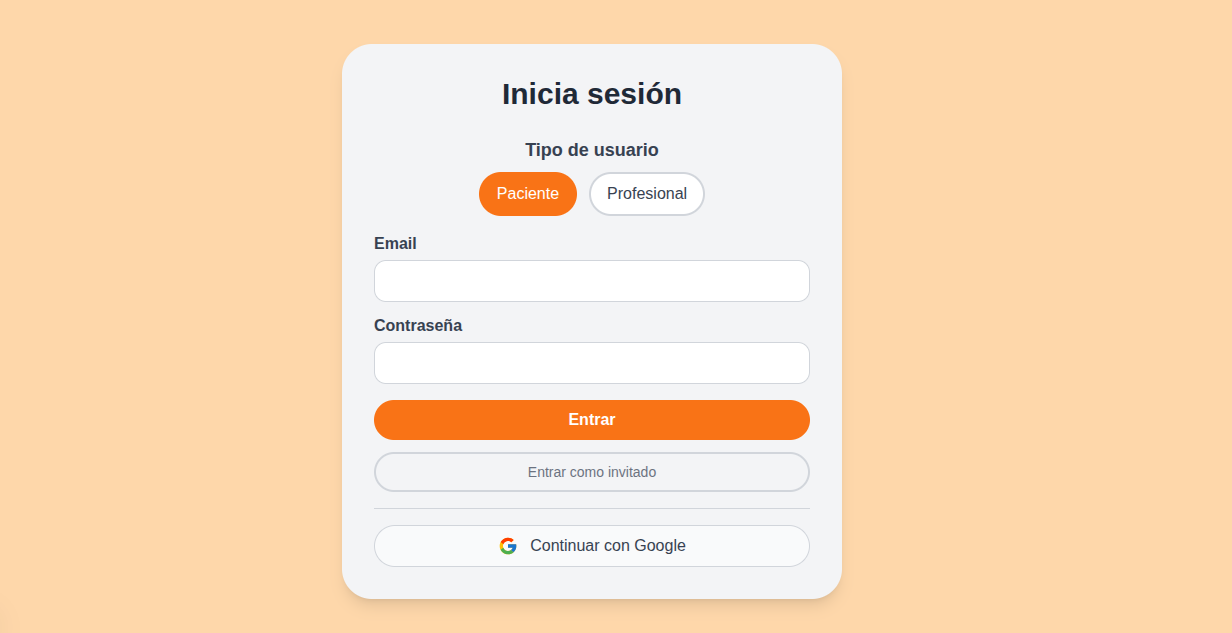 Inicia sesión
Tipo de usuario
Paciente
Profesional
Email
Contraseña
Entrar
Entrar como invitado
Continuar con Google